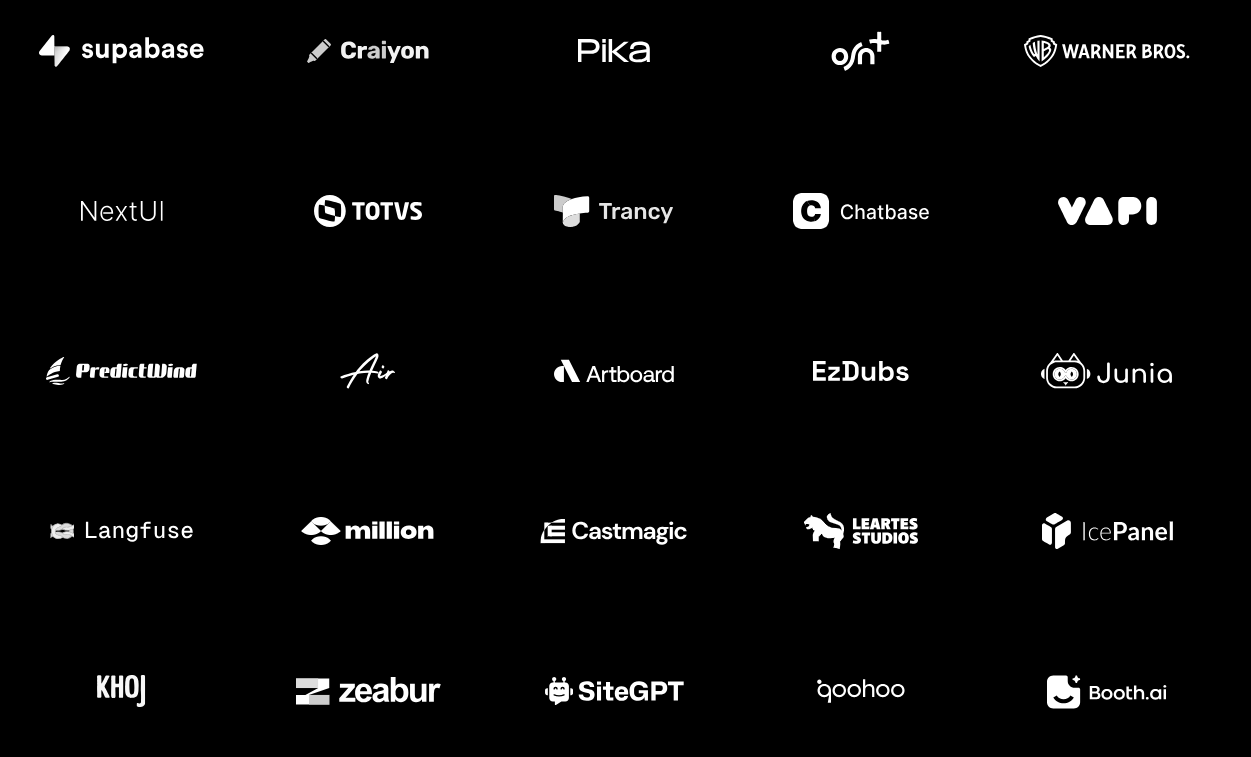 supabase
Craiyon
Pika
osn+
WB
WARNER BROS.
NextUI
TOTVS
Trancy
C
Chatbase
VAPI
PredictWind
Air
Artboard
EzDubs
Junia
Langfuse
million
Castmagic
LEARTES
STUDIOS
IcePanel
KHOJ
zeabur
SiteGPT
qoohoo
Booth.ai